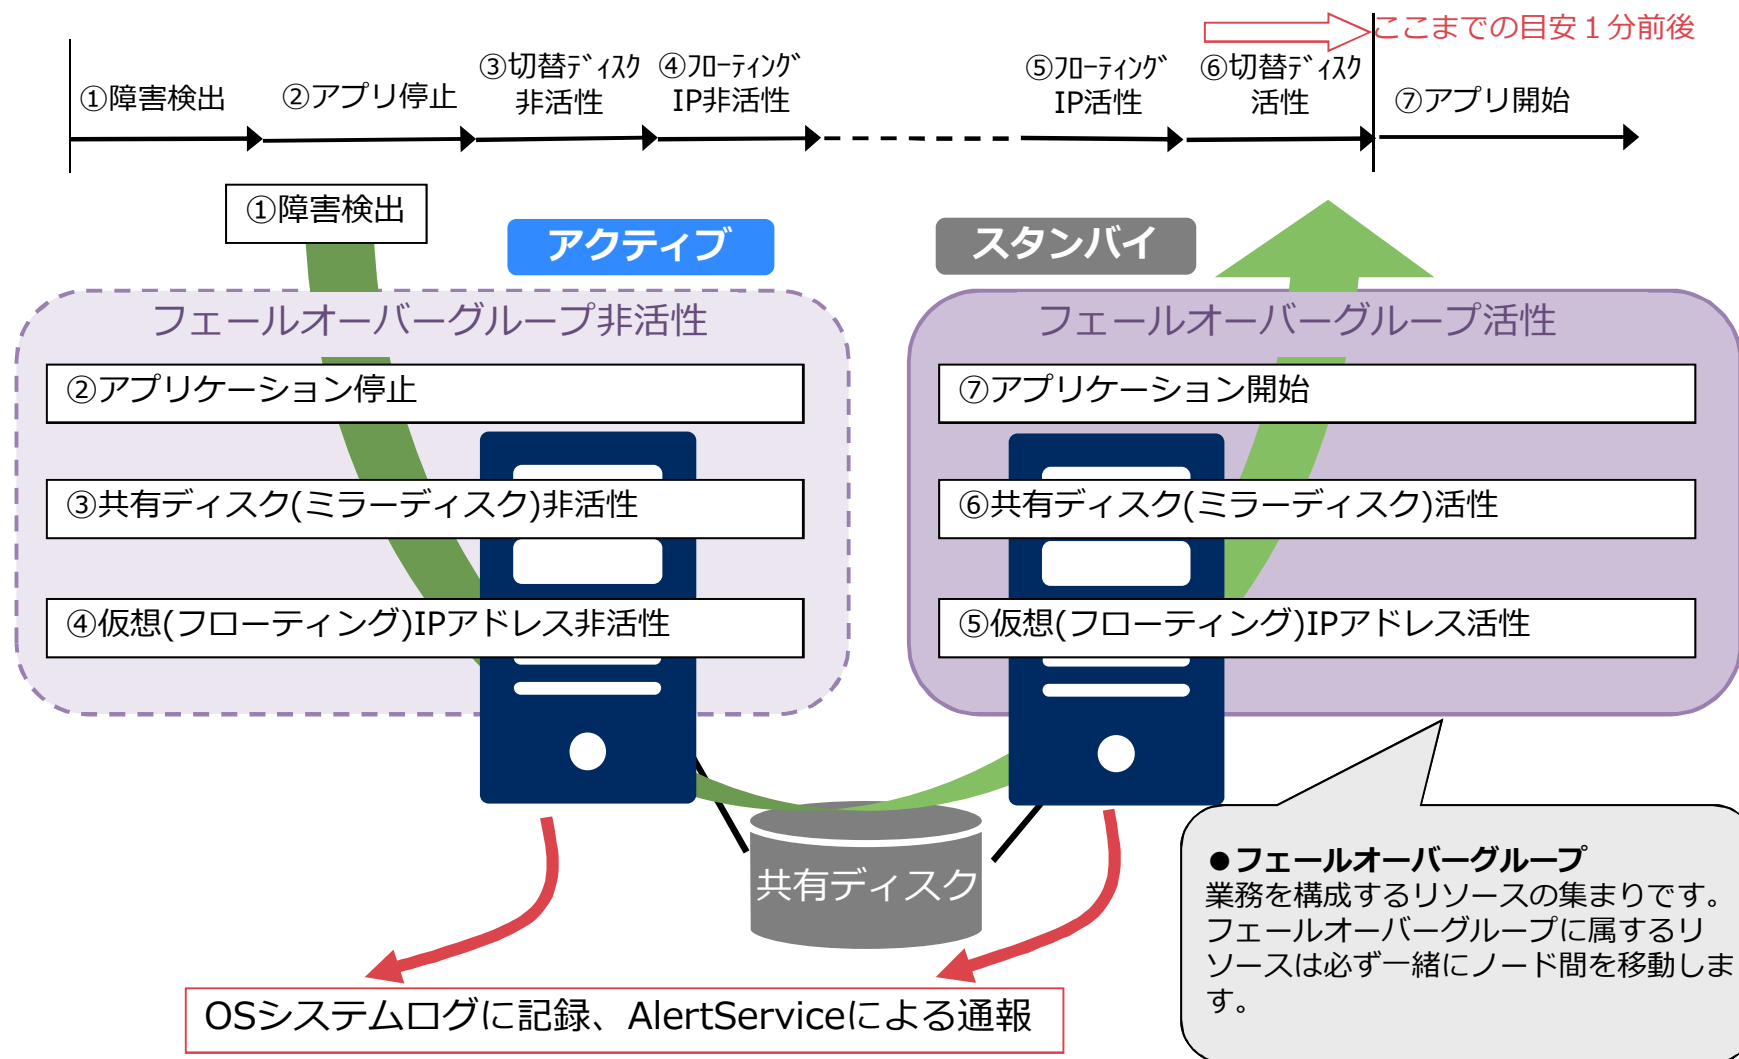 ここまでの目安１分前後
①障害検出
②アプリ停止
③切替ﾃﾞｨｽｸ
非活性
④ﾌﾛｰﾃｨﾝｸﾞ
IP非活性
⑤ﾌﾛｰﾃｨﾝｸﾞ
IP活性
⑥切替ﾃﾞｨｽｸ
活性
⑦アプリ開始
①障害検出
アクティブ
スタンバイ
フェールオーバーグループ非活性
②アプリケーション停止
③共有ディスク(ミラーディスク)非活性
④仮想(フローティング)IPアドレス非活性
フェールオーバーグループ活性
⑦アプリケーション開始
⑥共有ディスク(ミラーディスク)活性
⑤仮想(フローティング)IPアドレス活性
共有ディスク
●フェールオーバーグループ
業務を構成するリソースの集まりです。
フェールオーバーグループに属するリ
ソースは必ず一緒にノード間を移動しま
す。
OSシステムログに記録、AlertServiceによる通報